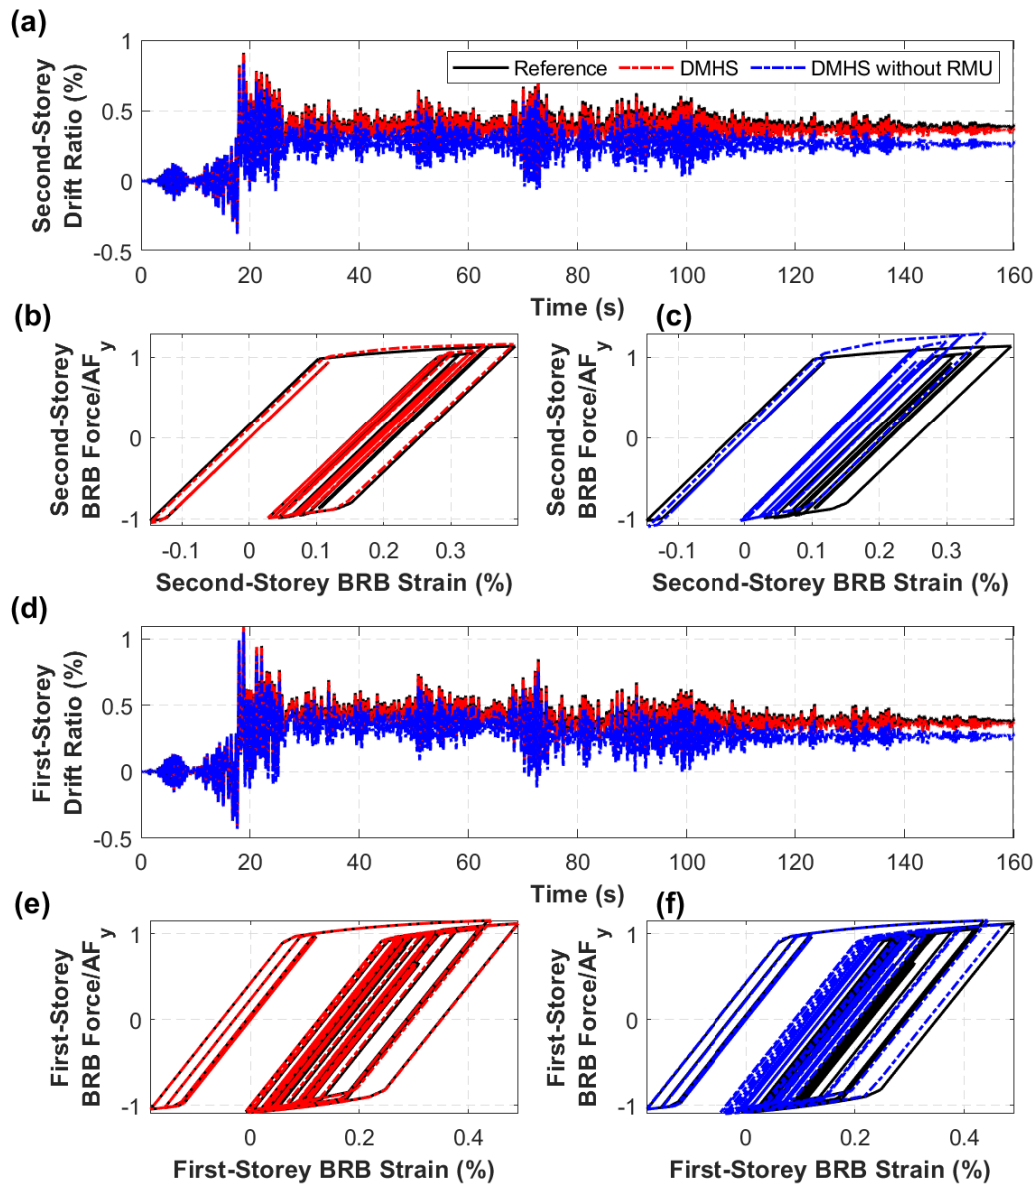 (a)
Second-Storey
Drift Ratio (%)
1
0.5
0
-0.5
Reference DMHS DMHS without RMU
0 20 40 60 80 100 120 140 160
Time (s)
(b)
Second-Storey
BRB Force/AFy
1
0
-1
-0.1 0 0.1 0.2 0.3
Second-Storey BRB Strain (%)
(c)
Second-Storey
BRB Force/AFy
1
0
-1
-0.1 0 0.1 0.2 0.3
Second-Storey BRB Strain (%)
(d)
First-Storey
Drift Ratio (%)
1
0.5
0
-0.5
0 20 40 60 80 100 120 140 160
Time (s)
(e)
First-Storey
BRB Force/AFy
1
0
-1
0 0.2 0.4
First-Storey BRB Strain (%)
(f)
First-Storey
BRB Force/AFy
1
0
-1
0 0.2 0.4
First-Storey BRB Strain (%)